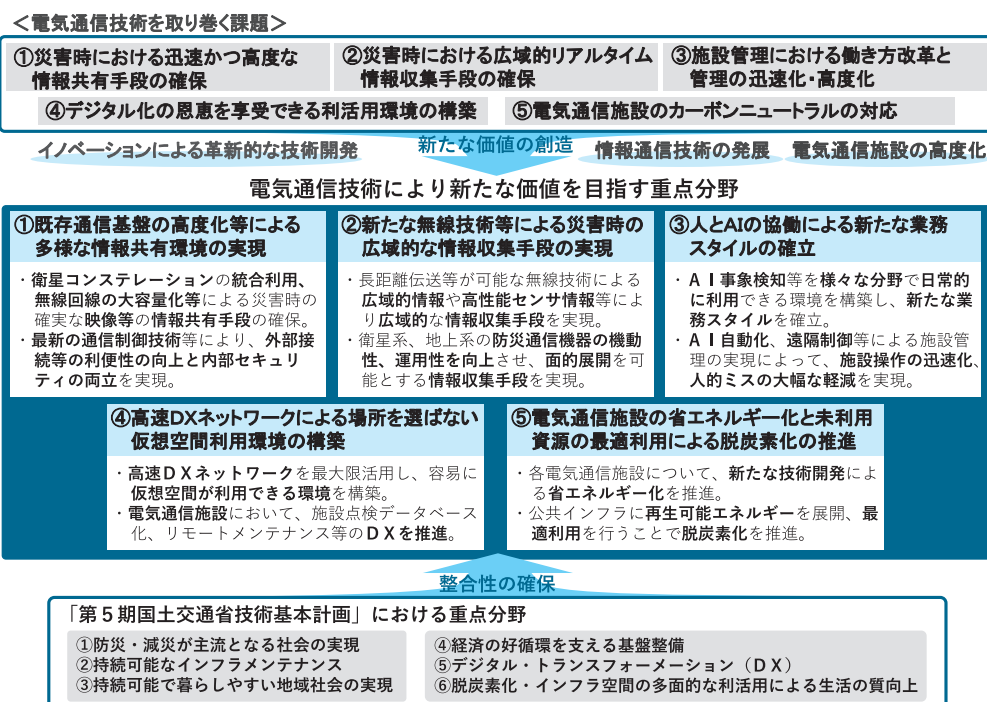 ＜電気通信技術を取り巻く課題＞
①災害時における迅速かつ高度な
情報共有手段の確保
②災害時における広域的リアルタイム
情報収集手段の確保
③施設管理における働き方改革と
管理の迅速化・高度化
④デジタル化の恩恵を享受できる利活用環境の構築
⑤電気通信施設のカーボンニュートラルの対応
イノベーションによる革新的な技術開発
新たな価値の創造
情報通信技術の発展
電気通信施設の高度化
電気通信技術により新たな価値を目指す重点分野
①既存通信基盤の高度化等による
多様な情報共有環境の実現
・衛星コンステレーションの統合利用、
無線回線の大容量化等による災害時の
確実な映像等の情報共有手段の確保。
・最新の通信制御技術等により、外部接
続等の利便性の向上と内部セキュリ
ティの両立を実現。
②新たな無線技術等による災害時の
広域的な情報収集手段の実現
・長距離伝送等が可能な無線技術による
広域的情報や高性能センサ情報等によ
り広域的な情報収集手段を実現。
・衛星系、地上系の防災通信機器の機動
性、運用性を向上させ、面的展開を可
能とする情報収集手段を実現。
③人とAIの協働による新たな業務
スタイルの確立
・ＡＩ事象検知等を様々な分野で日常的
に利用できる環境を構築し、新たな業
務スタイルを確立。
・ＡＩ自動化、遠隔制御等による施設管
理の実現によって、施設操作の迅速化、
人的ミスの大幅な軽減を実現。
④高速DXネットワークによる場所を選ばない
仮想空間利用環境の構築
・高速ＤＸネットワークを最大限活用し、容易に
仮想空間が利用できる環境を構築。
・電気通信施設において、施設点検データベース
化、リモートメンテナンス等のＤＸを推進。
⑤電気通信施設の省エネルギー化と未利用
資源の最適利用による脱炭素化の推進
・各電気通信施設について、新たな技術開発によ
る省エネルギー化を推進。
・公共インフラに再生可能エネルギーを展開、最
適利用を行うことで脱炭素化を推進。
整合性の確保
「第５期国土交通省技術基本計画」における重点分野
①防災・減災が主流となる社会の実現
②持続可能なインフラメンテナンス
③持続可能で暮らしやすい地域社会の実現
④経済の好循環を支える基盤整備
⑤デジタル・トランスフォーメーション（ＤＸ）
⑥脱炭素化・インフラ空間の多面的な利活用による生活の質向上